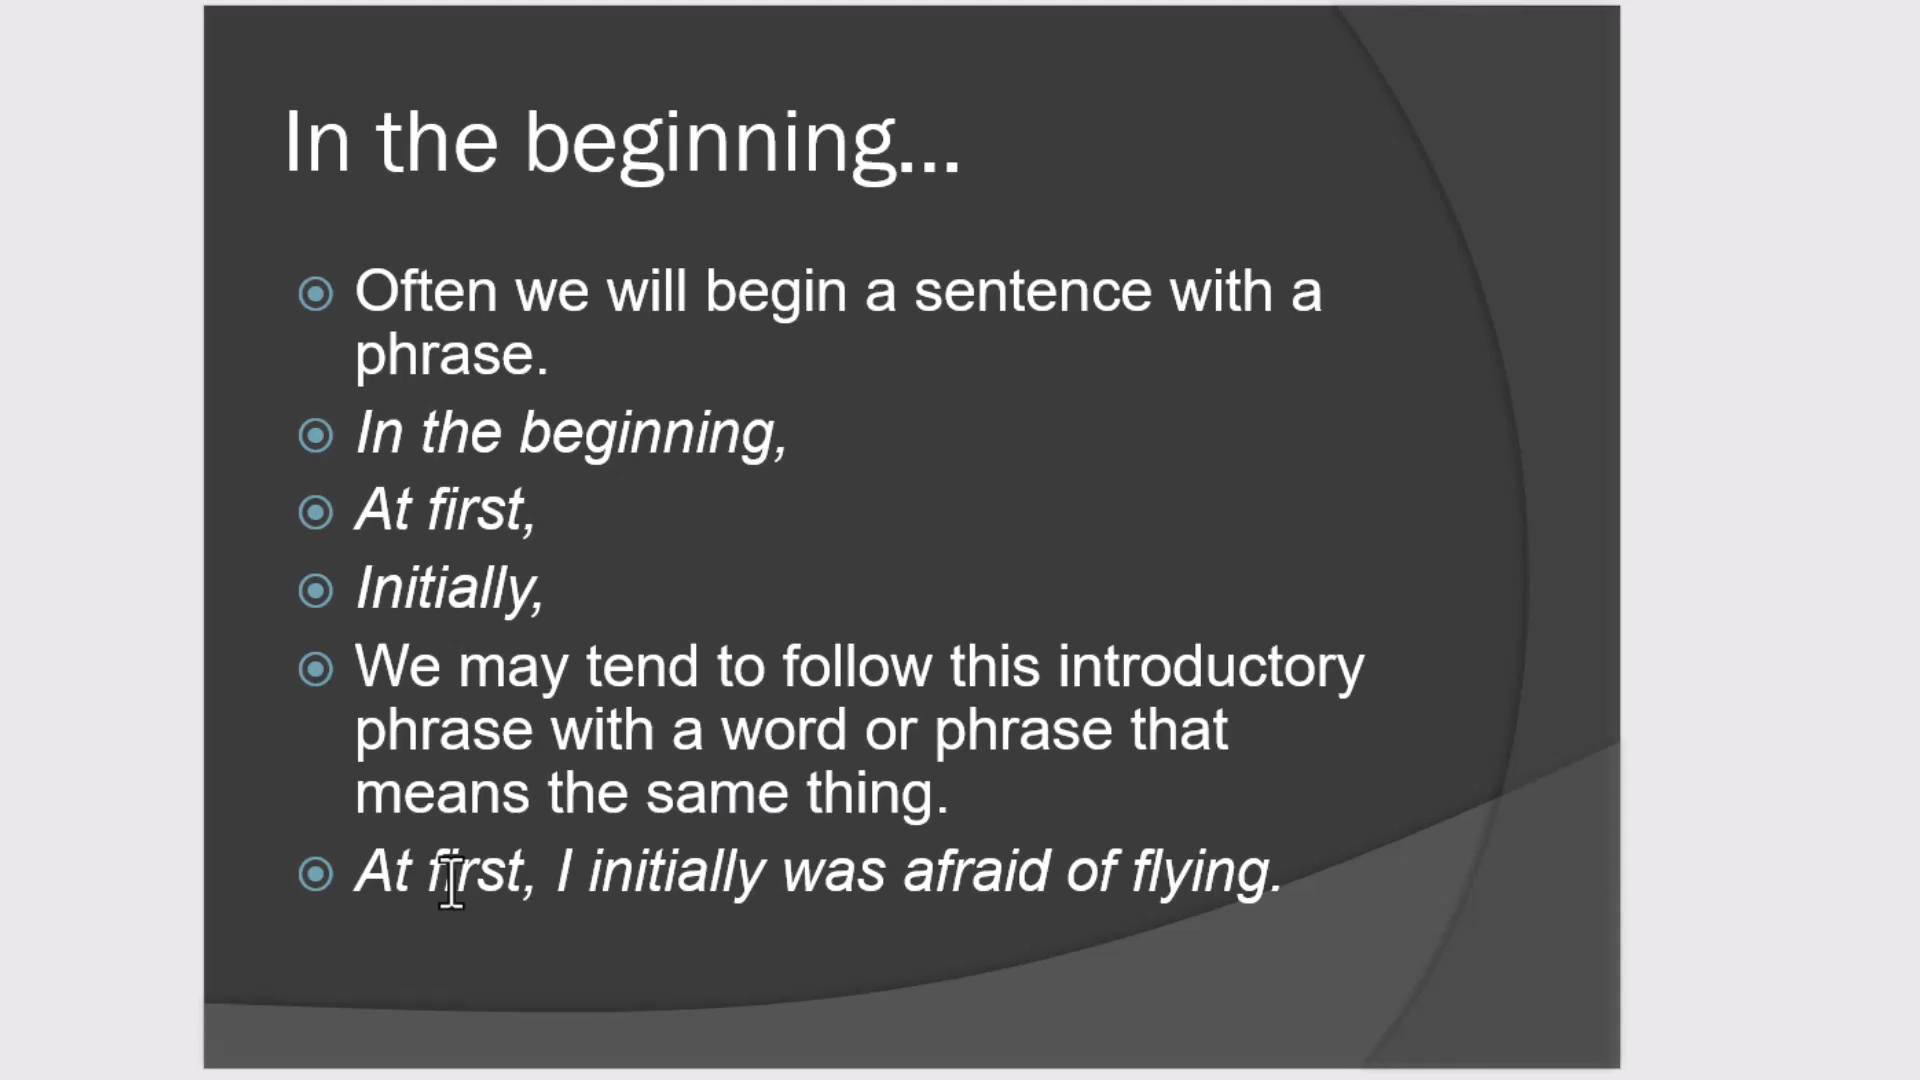 In the beginning...
Often we will begin a sentence with a
phrase.
In the beginning,
At first,
Initially,
We may tend to follow this introductory
phrase with a word or phrase that
means the same thing.
At first, I initially was afraid of flying.